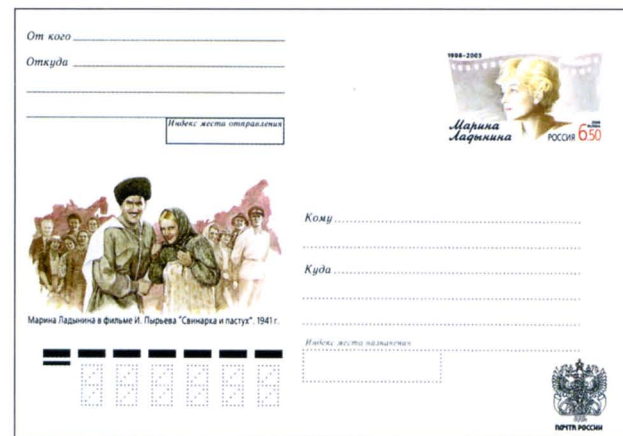 От кого
Откуда
Индекс места отправления
1908-2003
Марина
Ладынина
РОССИЯ 6.50
Марина Ладынина в фильме И. Пырьева "Свинарка и пастух". 1941 г.
Кому
Куда
Индекс места назначения
ПОЧТА РОССИИ